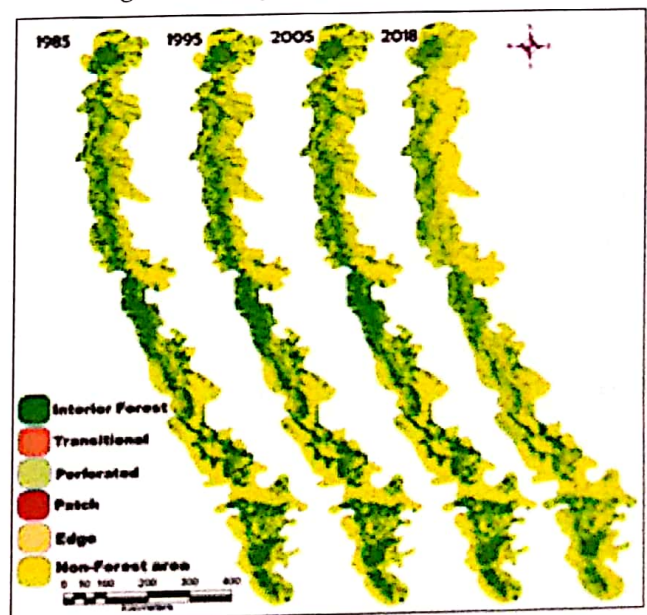 1985 1995 2005 2018
Interior Forest
Transitional
Perforated
Patch
Edge
Non-Forest area
0 50 100 200 300 400
Kilometers